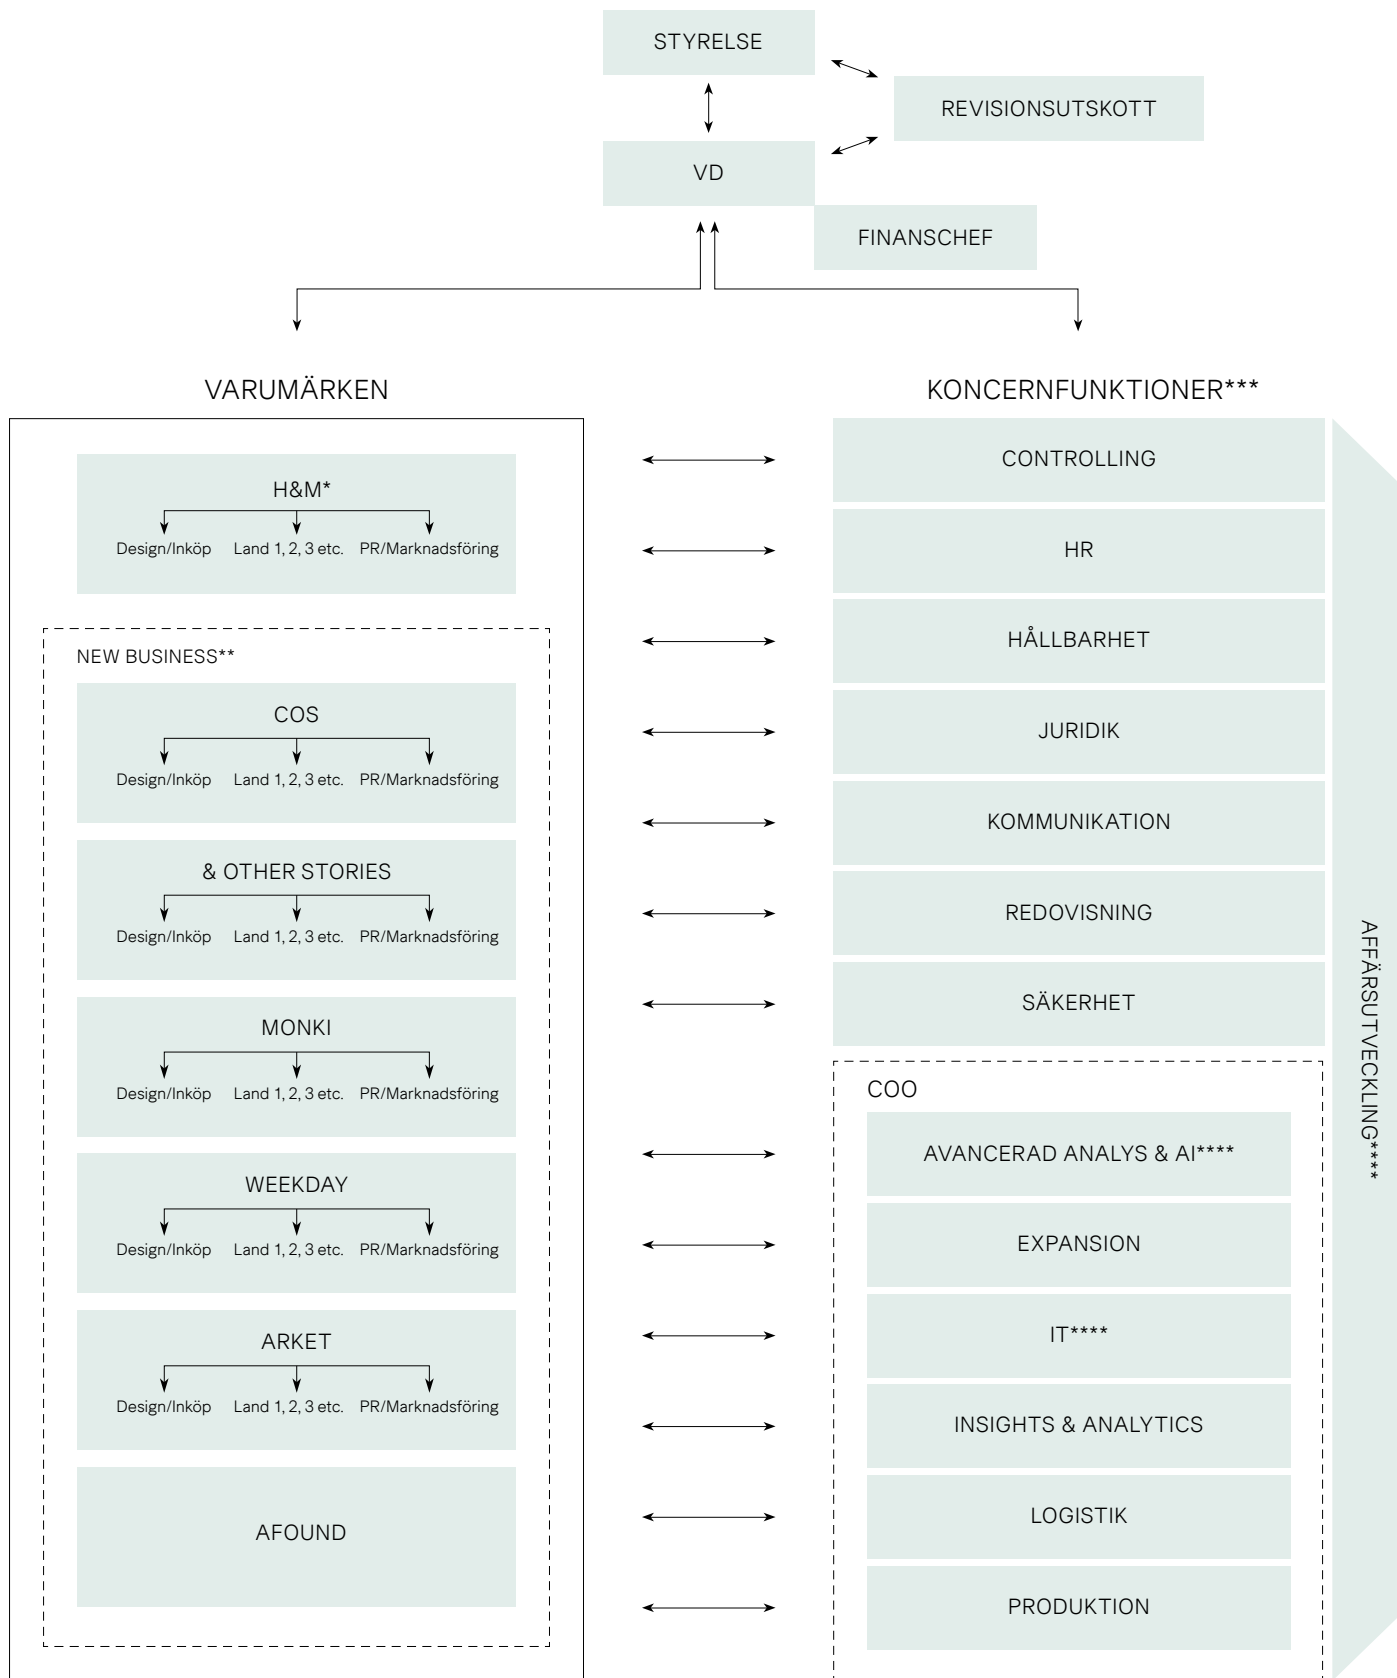 STYRELSE
REVISIONSUTSKOTT
VD
FINANSCHEF
VARUMÄRKEN
H&M*
Design/Inköp Land 1, 2, 3 etc. PR/Marknadsföring
NEW BUSINESS**
COS
Design/Inköp Land 1, 2, 3 etc. PR/Marknadsföring
& OTHER STORIES
Design/Inköp Land 1, 2, 3 etc. PR/Marknadsföring
MONKI
Design/Inköp Land 1, 2, 3 etc. PR/Marknadsföring
WEEKDAY
Design/Inköp Land 1, 2, 3 etc. PR/Marknadsföring
ARKET
Design/Inköp Land 1, 2, 3 etc. PR/Marknadsföring
AFOUND
KONCERNFUNKTIONER***
CONTROLLING
HR
HÅLLBARHET
JURIDIK
KOMMUNIKATION
REDOVISNING
SÄKERHET
COO
AVANCERAD ANALYS & AI****
EXPANSION
IT****
INSIGHTS & ANALYTICS
LOGISTIK
PRODUKTION
AFFÄRSUTVECKLING****